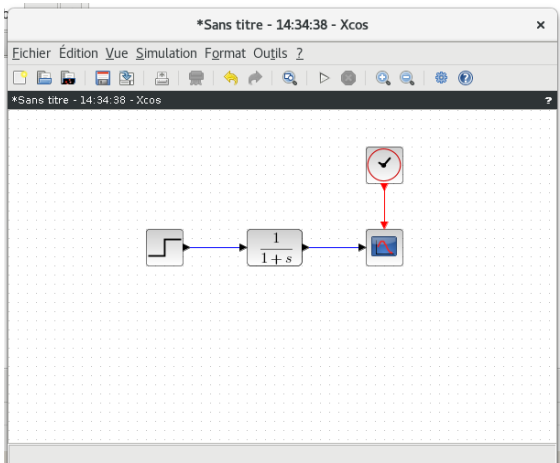 *Sans titre - 14:34:38 - Xcos
×
Fichier Édition Vue Simulation Format Outils ?
*Sans titre - 14:34:38 - Xcos ?
1
1 + s